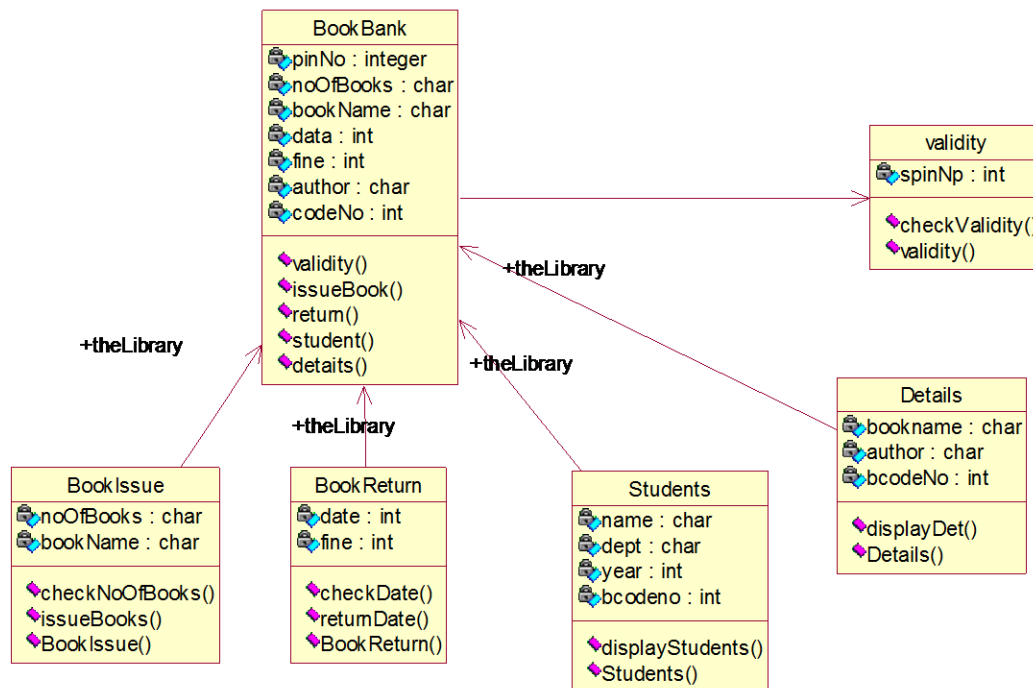 BookBank
pinNo : integer
noOfBooks : char
bookName : char
data : int
fine : int
author : char
codeNo : int
validity()
issueBook()
return()
student()
detaits()
validity
spinNp : int
checkValidity()
validity()
+theLibrary
+theLibrary
+theLibrary
+theLibrary
BookIssue
noOfBooks : char
bookName : char
checkNoOfBooks()
issueBooks()
BookIssue()
BookReturn
date : int
fine : int
checkDate()
returnDate()
BookReturn()
Students
name : char
dept : char
year : int
bcodeno : int
displayStudents()
Students()
Details
bookname : char
author : char
bcodeNo : int
displayDet()
Details()